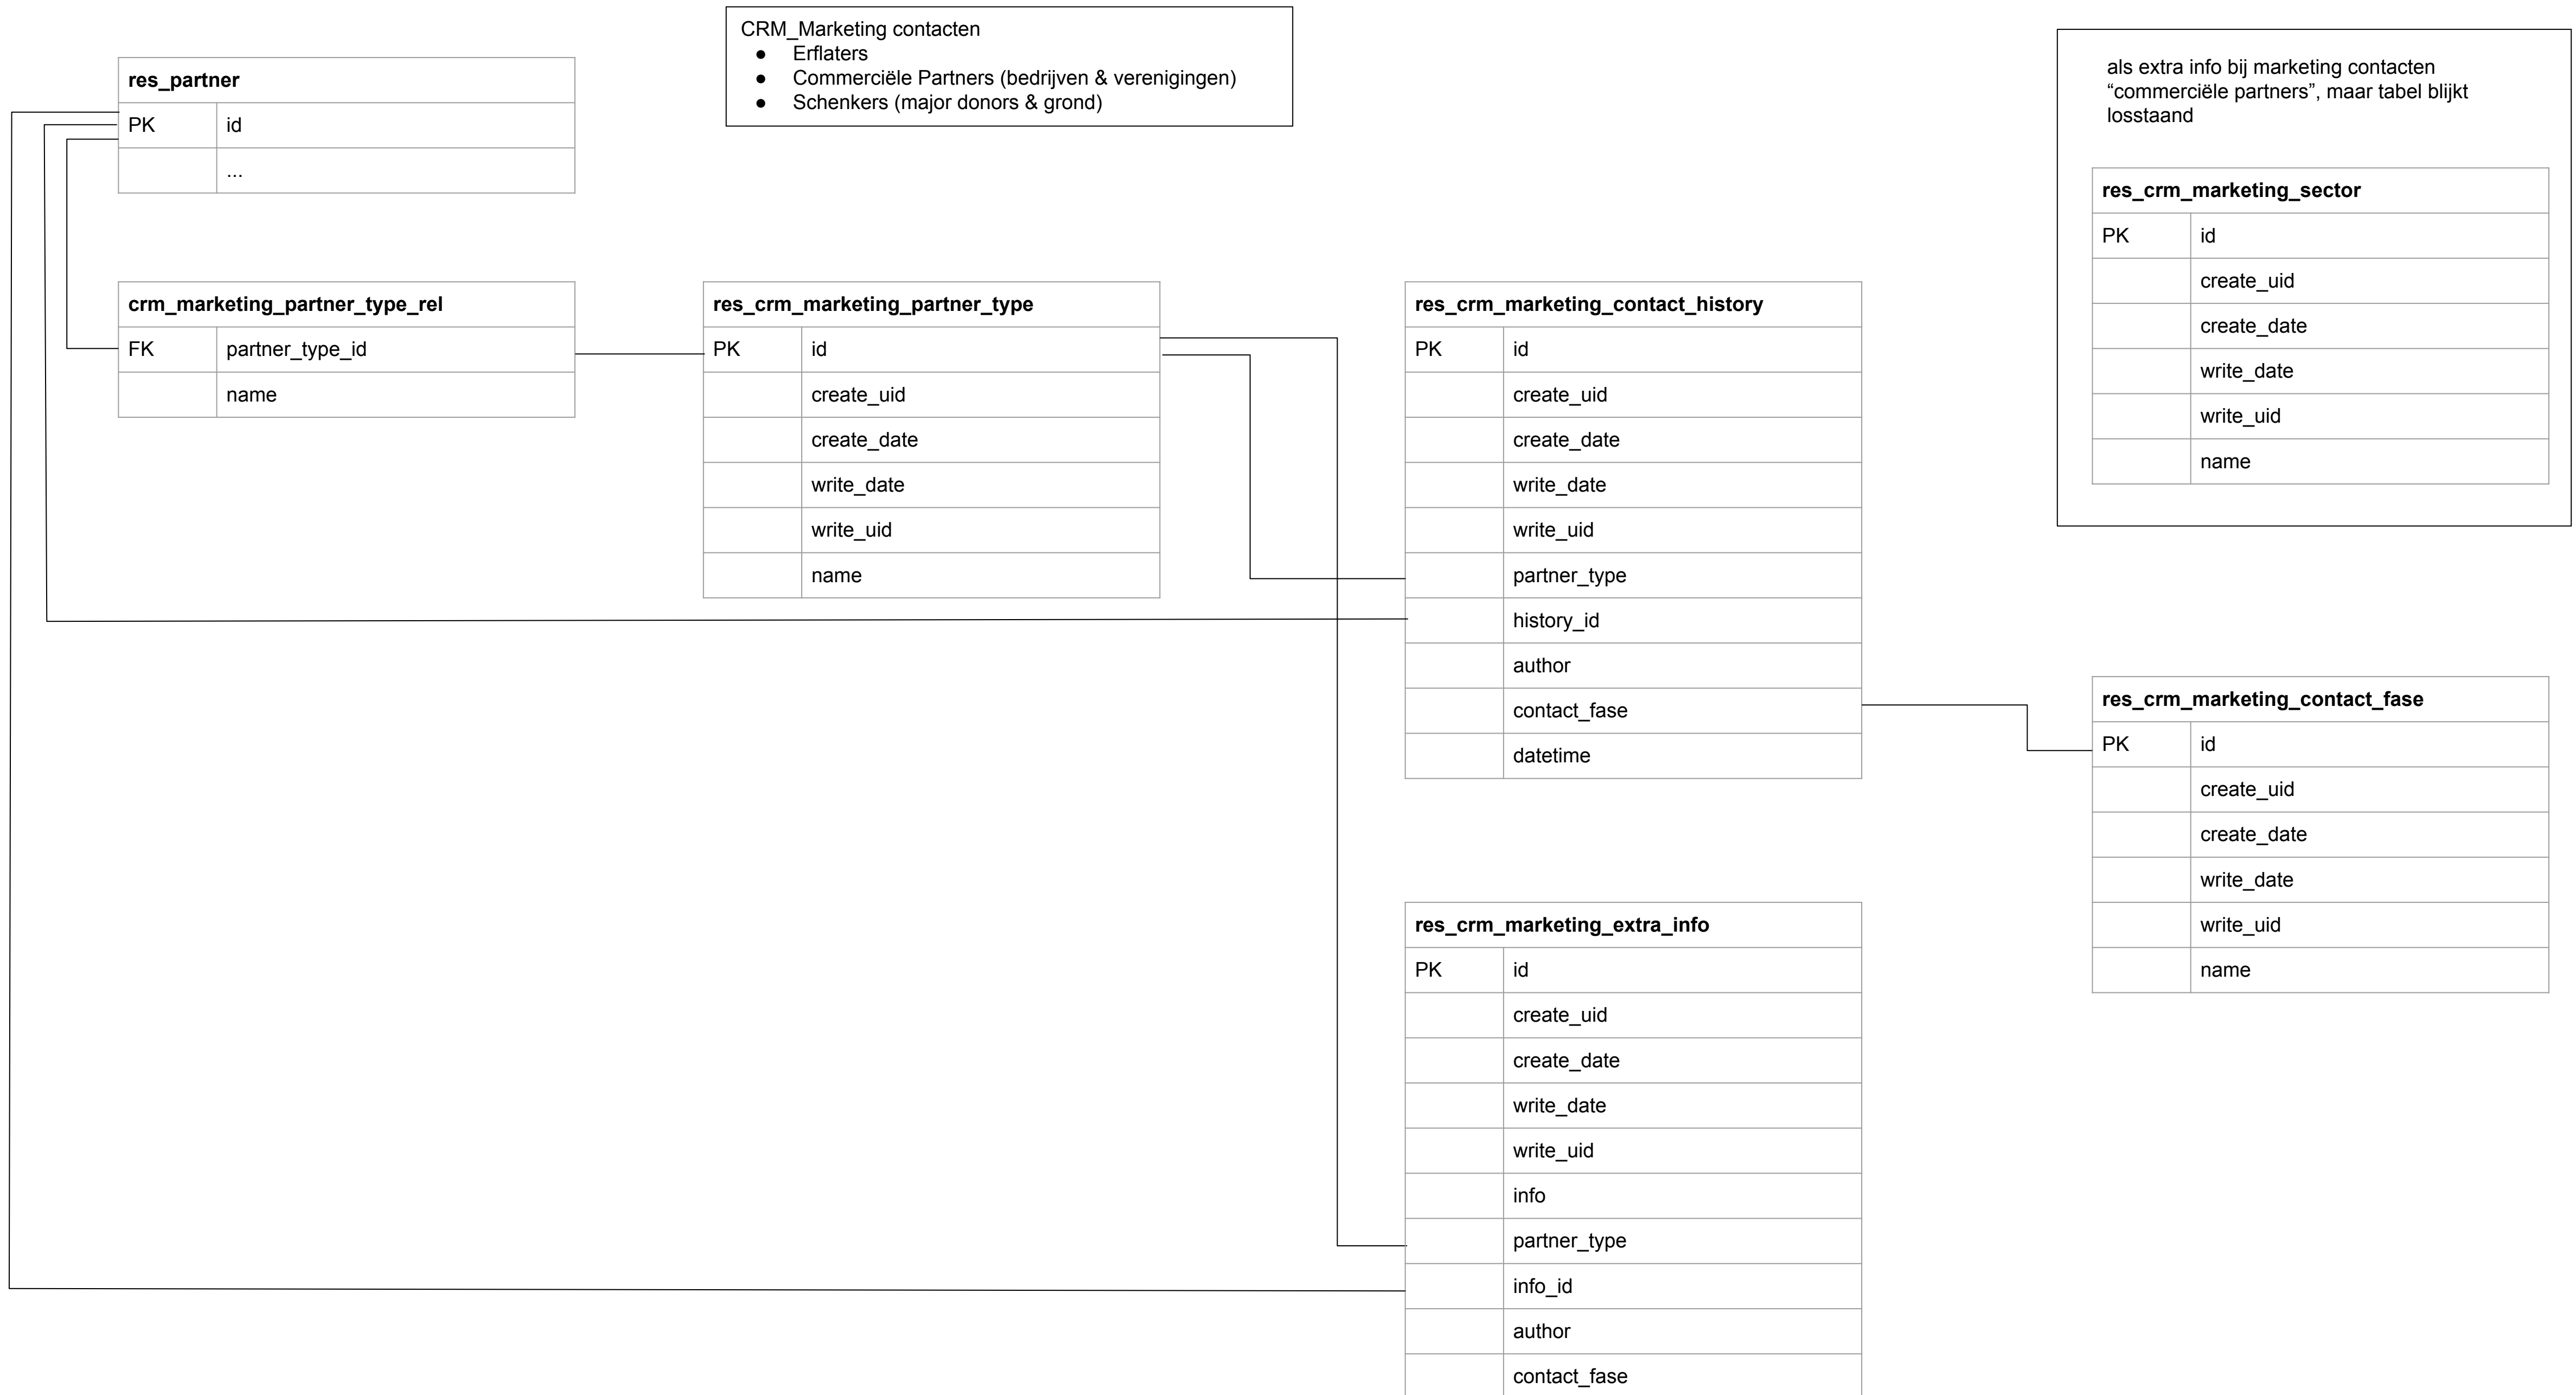 CRM_Marketing contacten
● Erflaters
● Commerciële Partners (bedrijven & verenigingen)
● Schenkers (major donors & grond)
res_partner
PK id
...
crm_marketing_partner_type_rel
FK partner_type_id
name
res_crm_marketing_partner_type
PK id
create_uid
create_date
write_date
write_uid
name
res_crm_marketing_contact_history
PK id
create_uid
create_date
write_date
write_uid
partner_type
history_id
author
contact_fase
datetime
als extra info bij marketing contacten
“commerciële partners”, maar tabel blijkt
losstaand
res_crm_marketing_sector
PK id
create_uid
create_date
write_date
write_uid
name
res_crm_marketing_contact_fase
PK id
create_uid
create_date
write_date
write_uid
name
res_crm_marketing_extra_info
PK id
create_uid
create_date
write_date
write_uid
info
partner_type
info_id
author
contact_fase